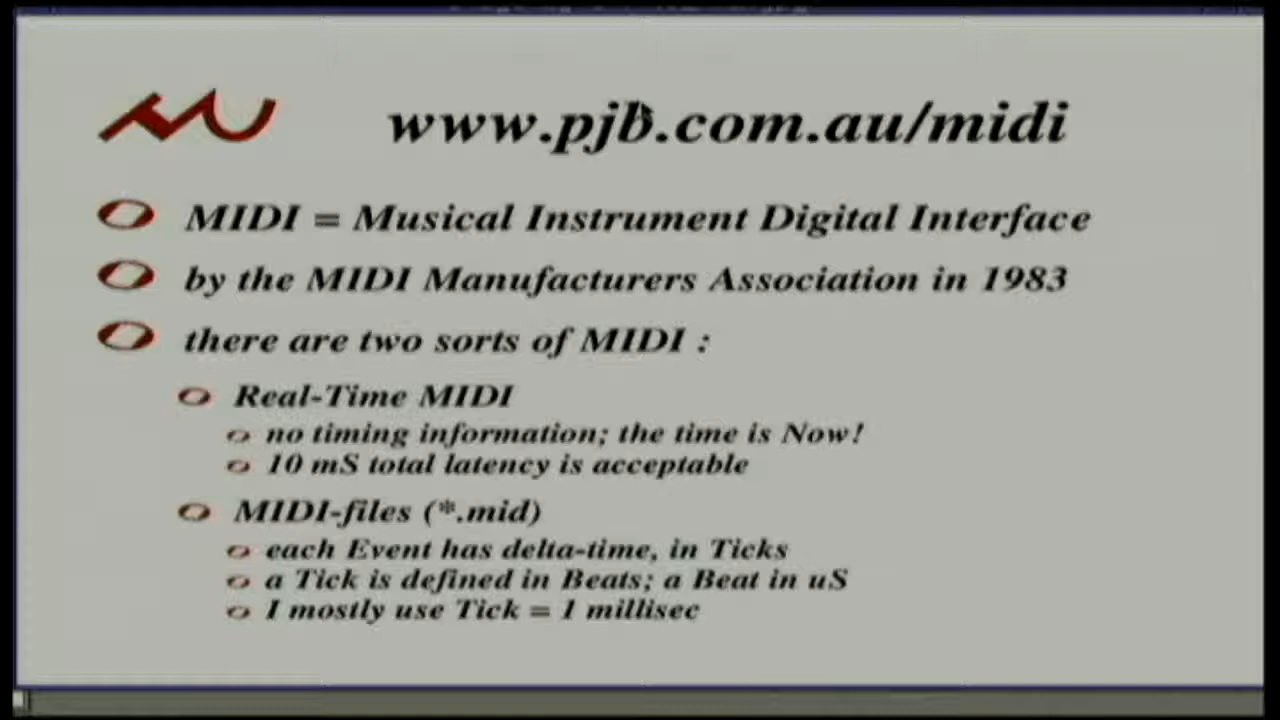 www.pjb.com.au/midi
MIDI = Musical Instrument Digital Interface
by the MIDI Manufacturers Association in 1983
there are two sorts of MIDI :
Real-Time MIDI
no timing information; the time is Now!
10 mS total latency is acceptable
MIDI-files (*.mid)
each Event has delta-time, in Ticks
a Tick is defined in Beats; a Beat in uS
I mostly use Tick = 1 millisec